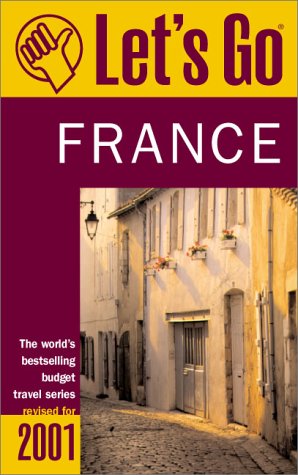 Let's Go®
FRANCE
The world's
bestselling
budget
travel series
revised for
2001